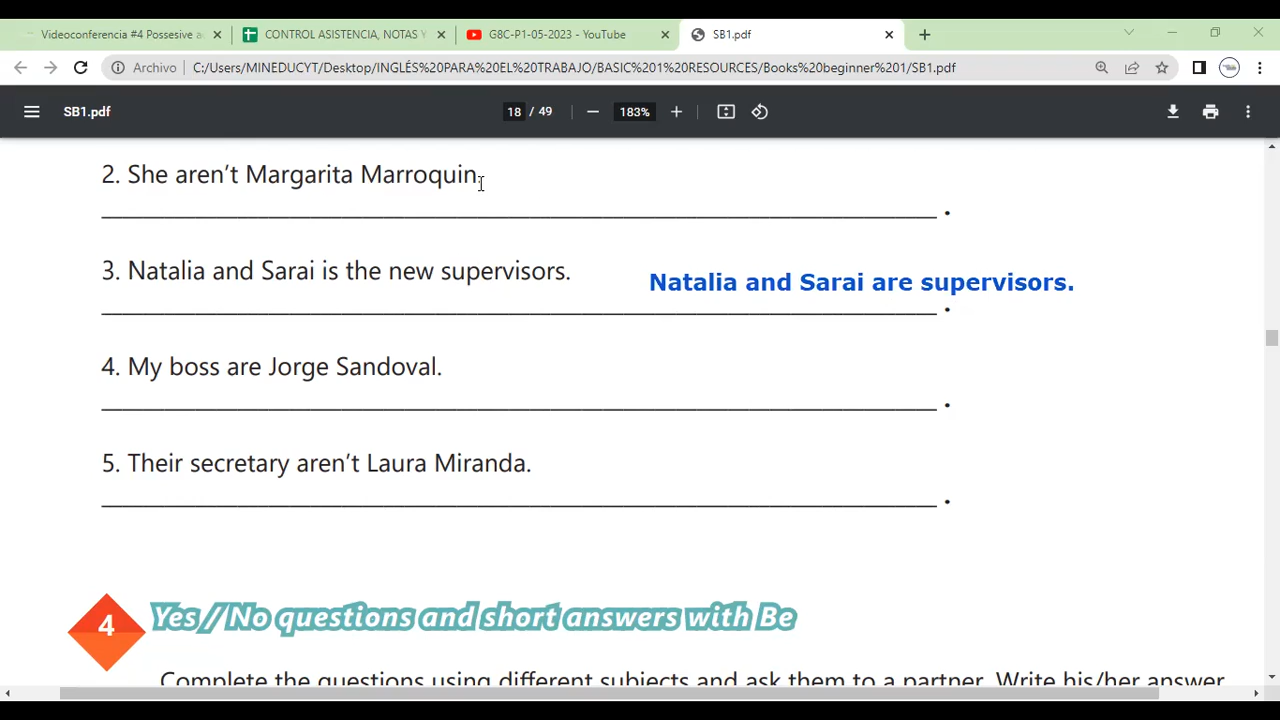 Videoconferencia #4 Possesive a
CONTROL ASISTENCIA, NOTAS Y
G8C-P1-05-2023 - YouTube
SB1.pdf
Archivo C:/Users/MINEDUCYT/Desktop/INGLÉS%20PARA%20EL%20TRABAJO/BASIC%201%20RESOURCES/Books%20beginner%201/SB1.pdf
SB1.pdf 18 / 49 183%
2. She aren't Margarita Marroquin.
3. Natalia and Sarai is the new supervisors.
Natalia and Sarai are supervisors.
4. My boss are Jorge Sandoval.
5. Their secretary aren't Laura Miranda.
4 Yes / No questions and short answers with Be
Complete the questions using different subjects and ask them to a partner. Write his/her answer